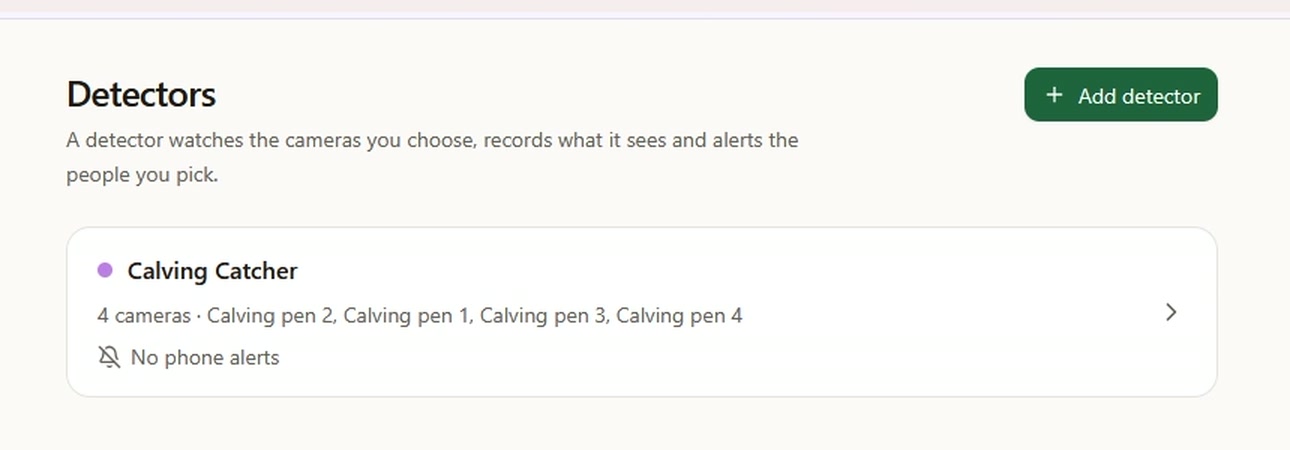 Detectors
+ Add detector
A detector watches the cameras you choose, records what it sees and alerts the
people you pick.
Calving Catcher
4 cameras · Calving pen 2, Calving pen 1, Calving pen 3, Calving pen 4
No phone alerts